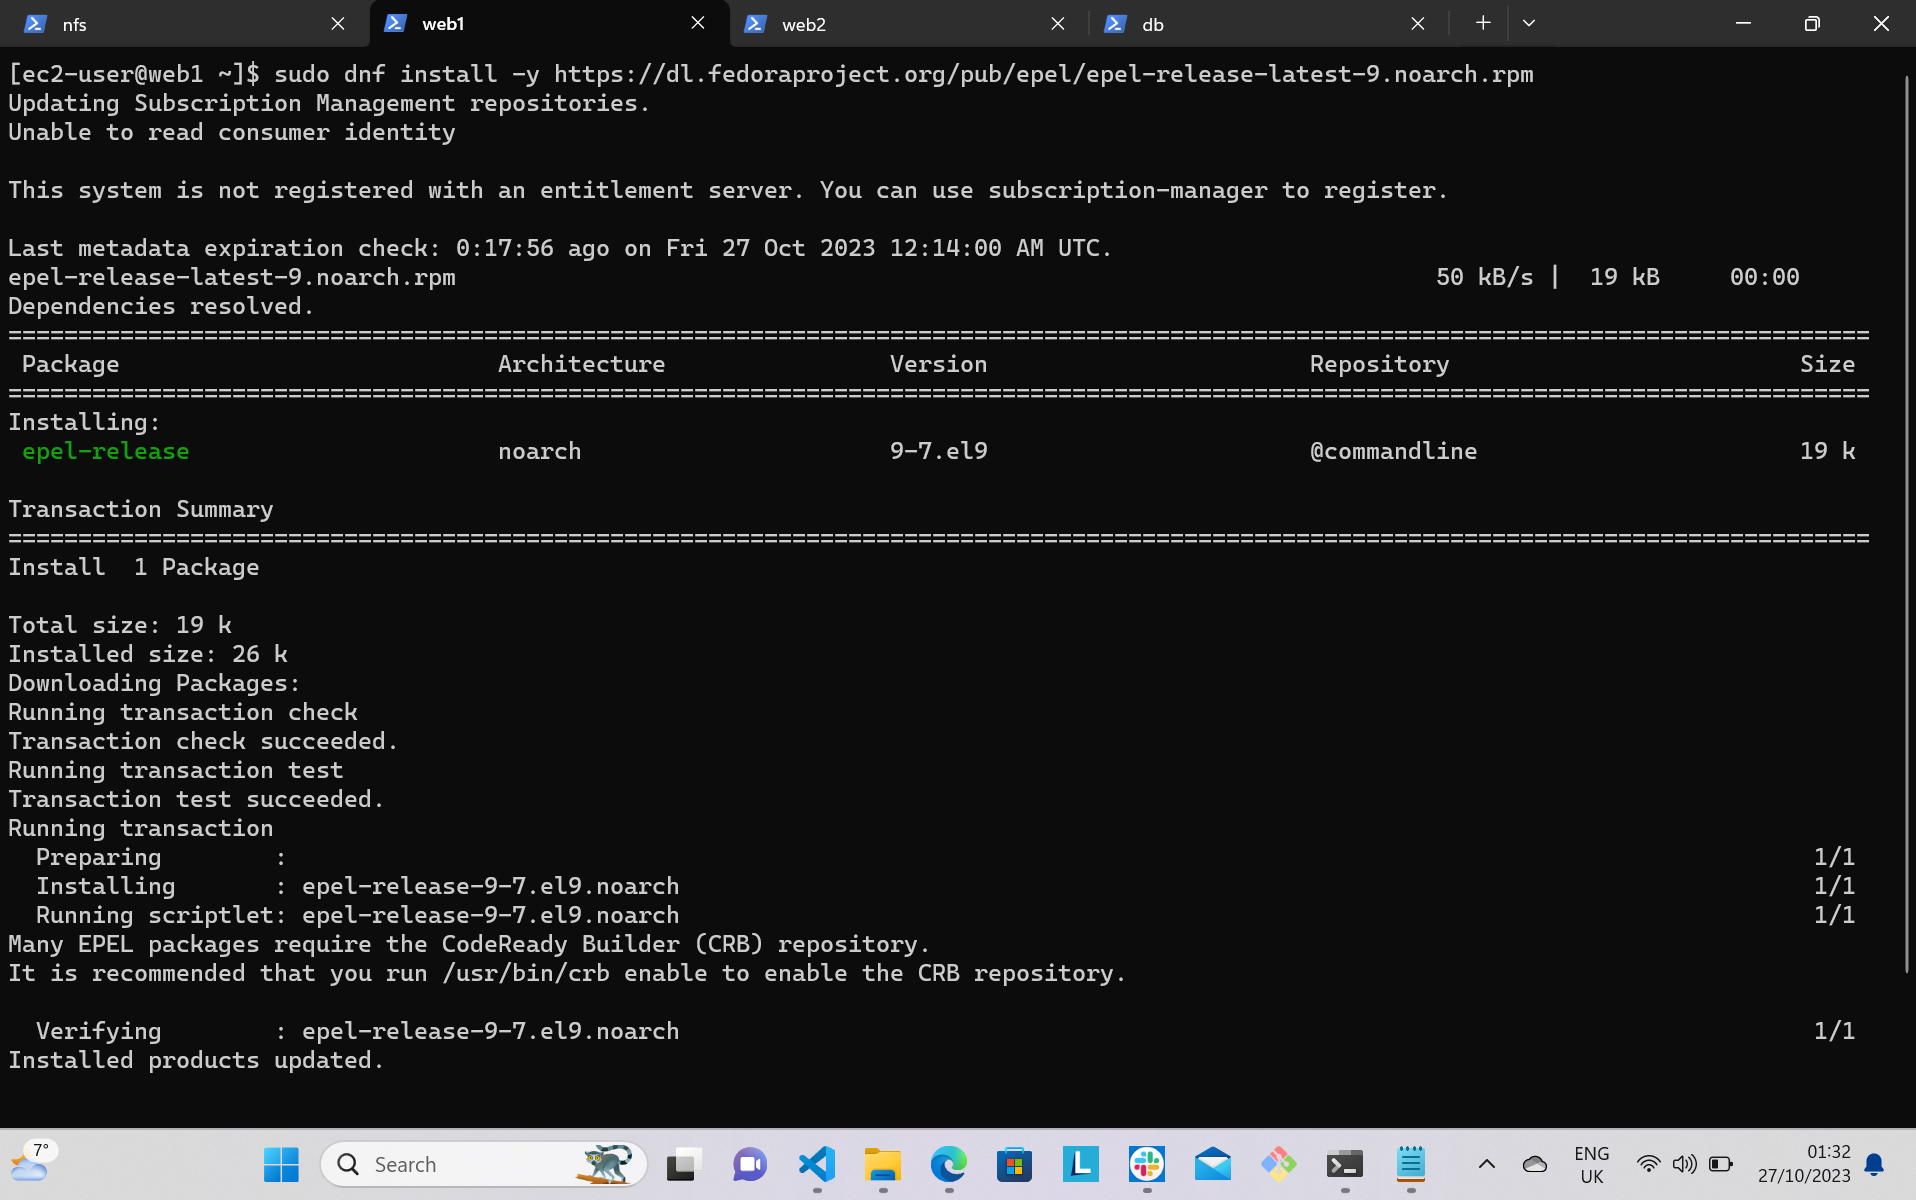 nfs
web1
web2
db
[ec2-user@web1 ~]$ sudo dnf install -y https://dl.fedoraproject.org/pub/epel/epel-release-latest-9.noarch.rpm
Updating Subscription Management repositories.
Unable to read consumer identity
This system is not registered with an entitlement server. You can use subscription-manager to register.
Last metadata expiration check: 0:17:56 ago on Fri 27 Oct 2023 12:14:00 AM UTC.
epel-release-latest-9.noarch.rpm 50 kB/s | 19 kB 00:00
Dependencies resolved.
=====================================================================================================================================
Package Architecture Version Repository Size
=====================================================================================================================================
Installing:
epel-release noarch 9-7.el9 @commandline 19 k
Transaction Summary
=====================================================================================================================================
Install 1 Package
Total size: 19 k
Installed size: 26 k
Downloading Packages:
Running transaction check
Transaction check succeeded.
Running transaction test
Transaction test succeeded.
Running transaction
Preparing : 1/1
Installing : epel-release-9-7.el9.noarch 1/1
Running scriptlet: epel-release-9-7.el9.noarch 1/1
Many EPEL packages require the CodeReady Builder (CRB) repository.
It is recommended that you run /usr/bin/crb enable to enable the CRB repository.
Verifying : epel-release-9-7.el9.noarch 1/1
Installed products updated.
7°
Search
L
ENG
UK
01:32
27/10/2023